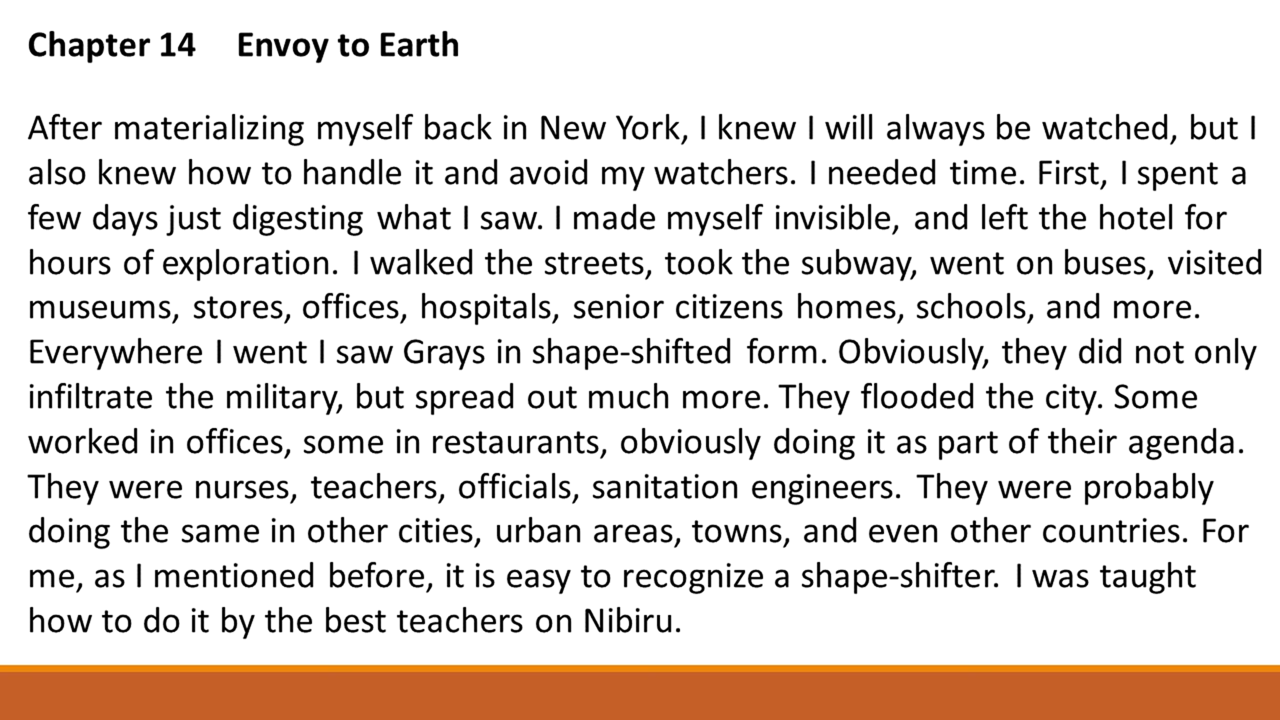 Chapter 14 Envoy to Earth
After materializing myself back in New York, I knew I will always be watched, but I
also knew how to handle it and avoid my watchers. I needed time. First, I spent a
few days just digesting what I saw. I made myself invisible, and left the hotel for
hours of exploration. I walked the streets, took the subway, went on buses, visited
museums, stores, offices, hospitals, senior citizens homes, schools, and more.
Everywhere I went I saw Grays in shape-shifted form. Obviously, they did not only
infiltrate the military, but spread out much more. They flooded the city. Some
worked in offices, some in restaurants, obviously doing it as part of their agenda.
They were nurses, teachers, officials, sanitation engineers. They were probably
doing the same in other cities, urban areas, towns, and even other countries. For
me, as I mentioned before, it is easy to recognize a shape-shifter. I was taught
how to do it by the best teachers on Nibiru.